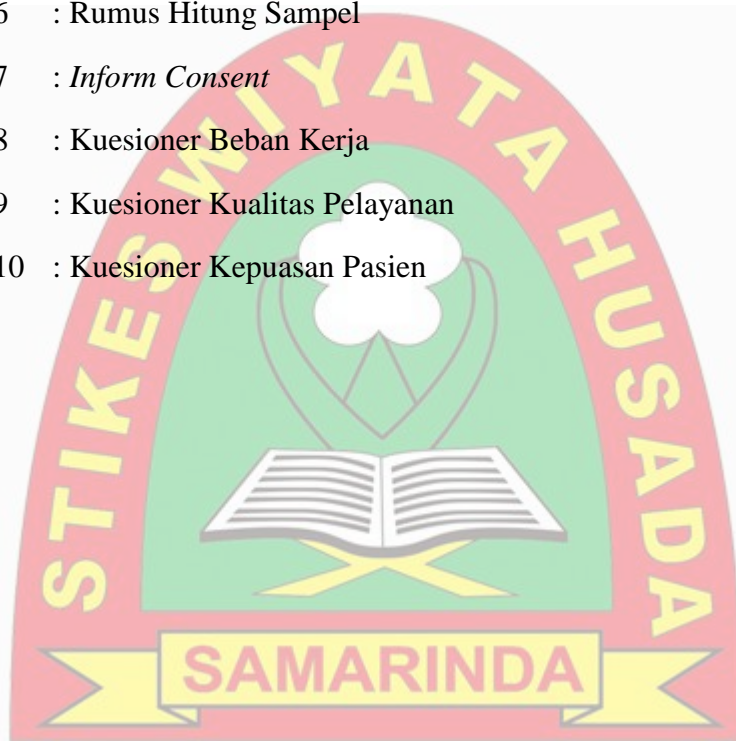 6 : Rumus Hitung Sampel
7 : Inform Consent
8 : Kuesioner Beban Kerja
9 : Kuesioner Kualitas Pelayanan
10 : Kuesioner Kepuasan Pasien
STIKES WIYATA HUSADA
SAMARINDA